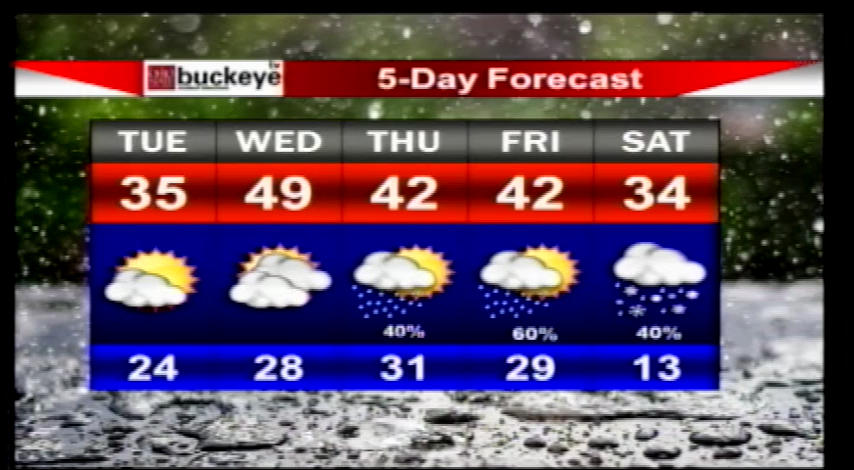 buckeye tv
5-Day Forecast
TUE WED THU FRI SAT
35 49 42 42 34
40% 60% 40%
24 28 31 29 13